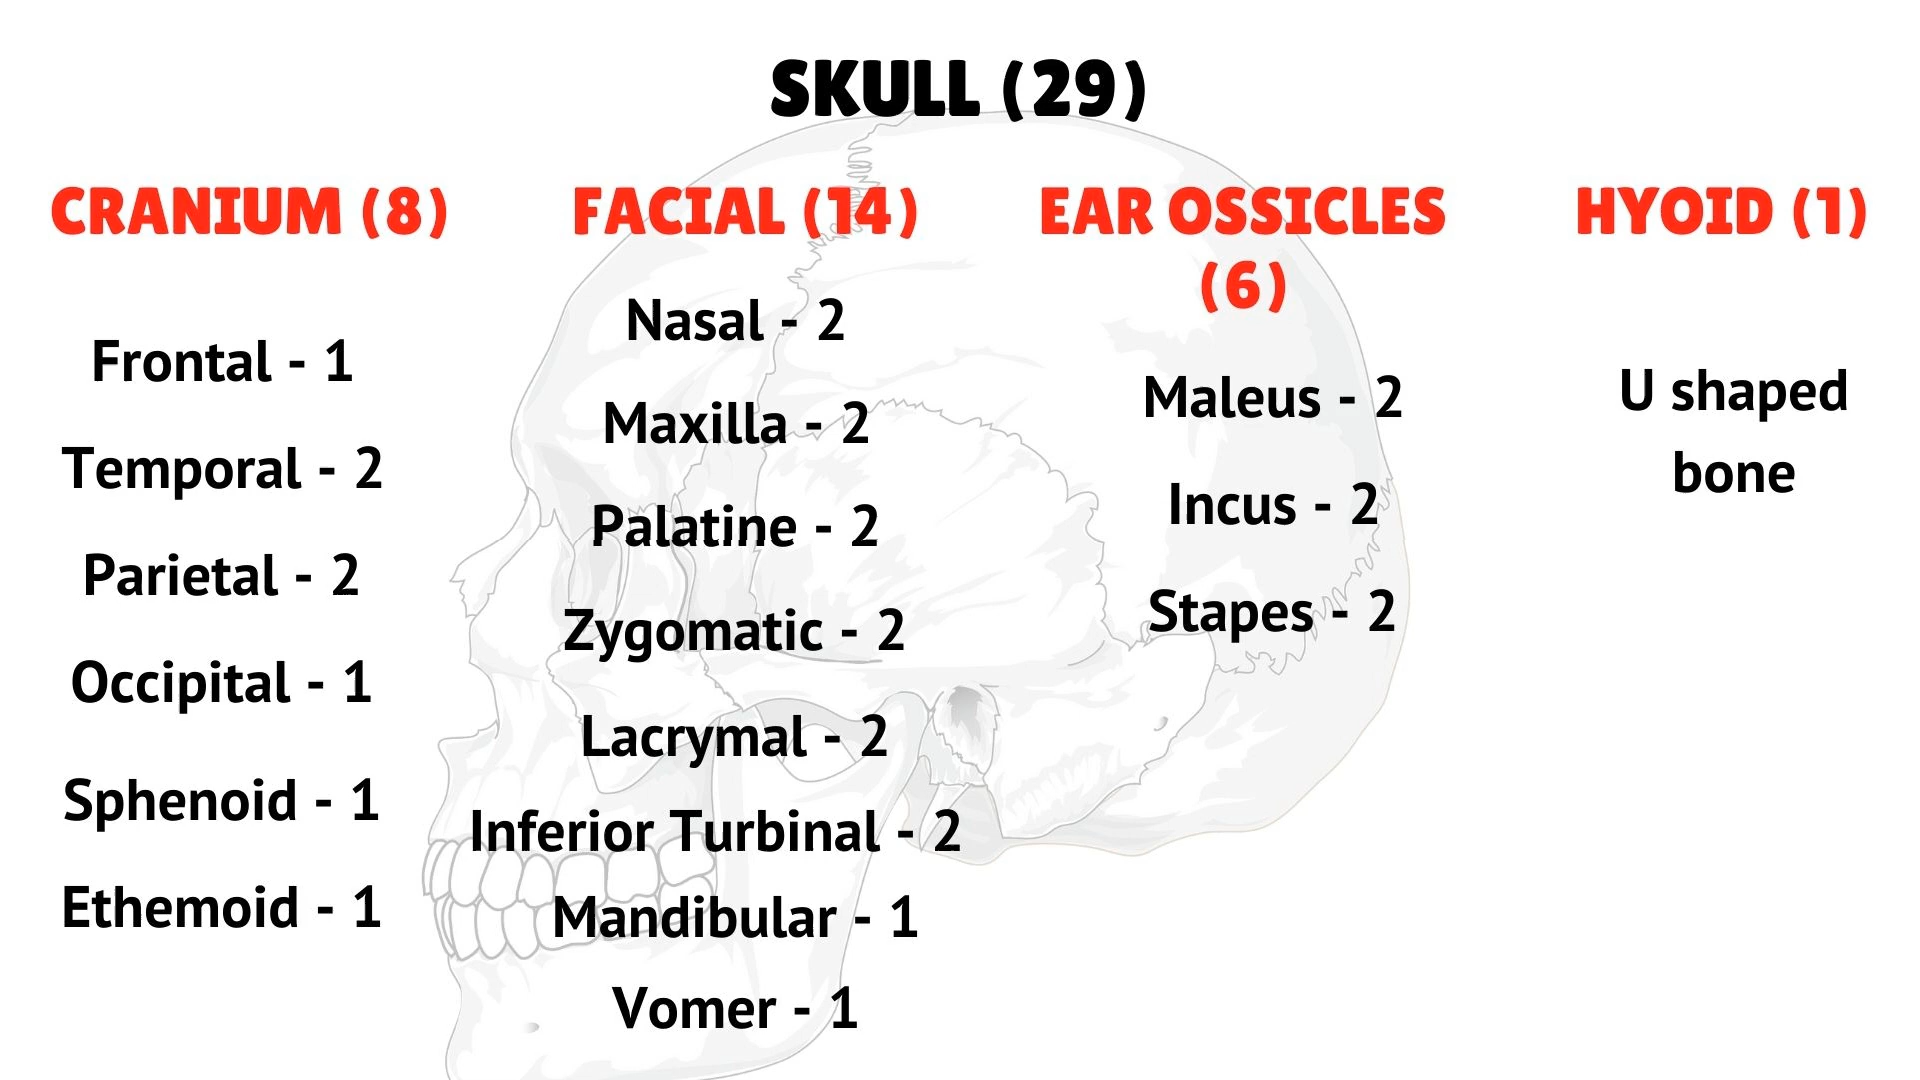 SKULL (29)
CRANIUM (8)
Frontal - 1
Temporal - 2
Parietal - 2
Occipital - 1
Sphenoid - 1
Ethemoid - 1
FACIAL (14)
Nasal - 2
Maxilla - 2
Palatine - 2
Zygomatic - 2
Lacrymal - 2
Inferior Turbinal - 2
Mandibular - 1
Vomer - 1
EAR OSSICLES
(6)
Maleus - 2
Incus - 2
Stapes - 2
HYOID (1)
U shaped
bone